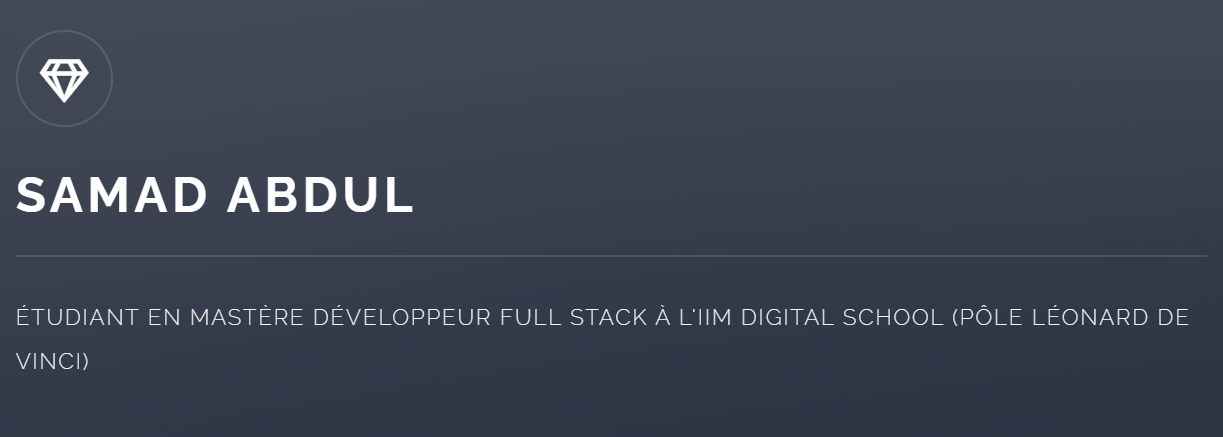 SAMAD ABDUL
ÉTUDIANT EN MASTÈRE DÉVELOPPEUR FULL STACK À L'IIM DIGITAL SCHOOL (PÔLE LÉONARD DE
VINCI)